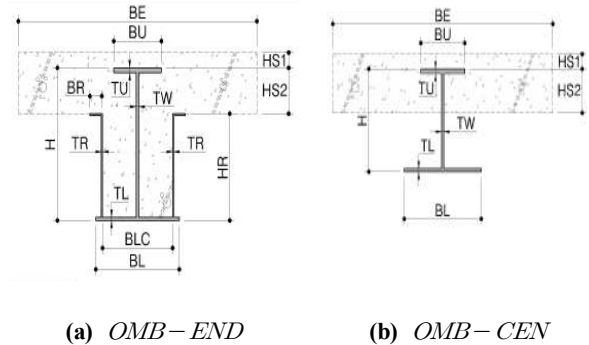 BE
BU
HS1
HS2
TU
BR
TW
H
TR
TR
HR
TL
BLC
BL
(a) OMB-END
BE
BU
HS1
HS2
TU
H
TW
TL
BL
(b) OMB-CEN